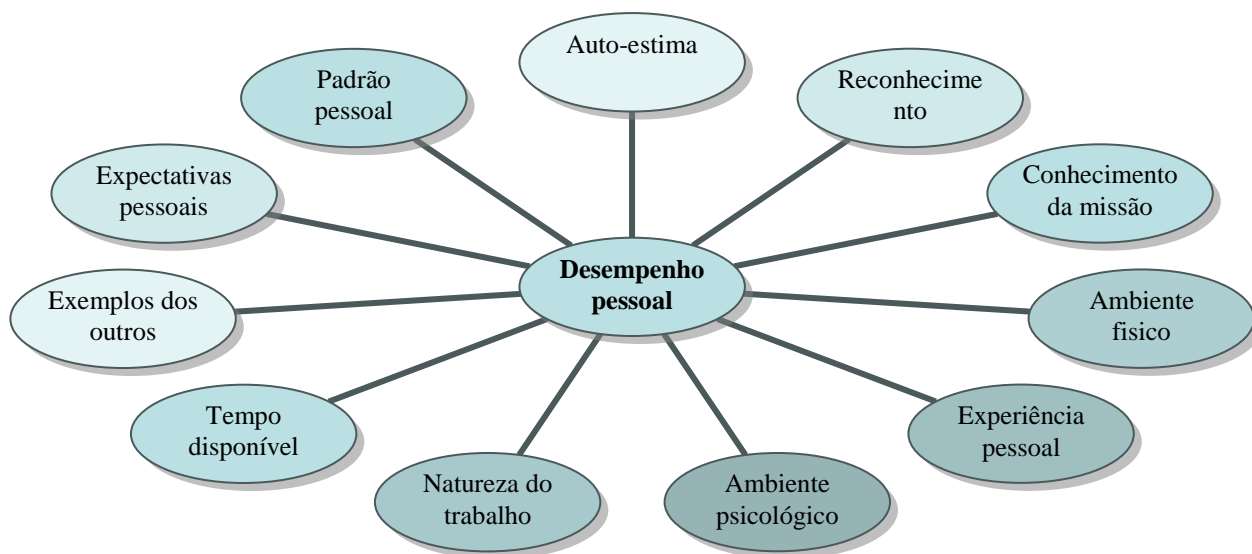 Auto-estima
Padrão
pessoal
Reconhecime
nto
Expectativas
pessoais
Conhecimento
da missão
Desempenho
pessoal
Exemplos dos
outros
Ambiente
fisico
Tempo
disponível
Experiência
pessoal
Natureza do
trabalho
Ambiente
psicológico